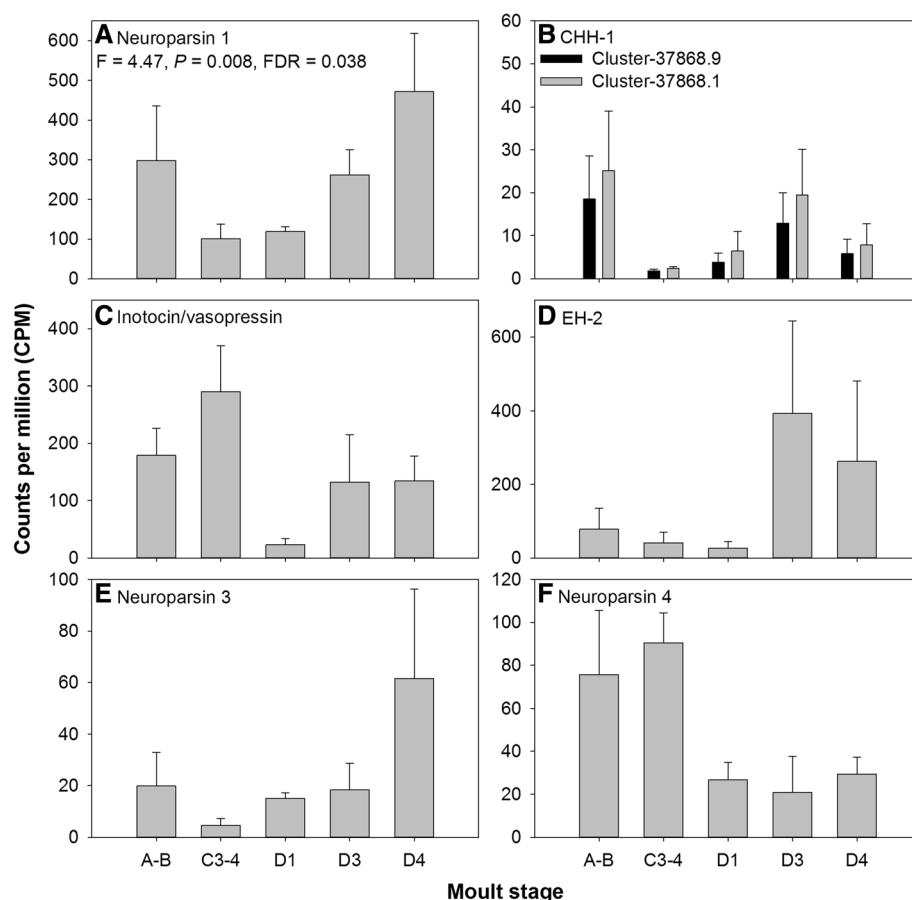 A Neuroparsin 1
F = 4.47, P = 0.008, FDR = 0.038
600
500
400
300
200
100
0
B CHH-1
Cluster-37868.9
Cluster-37868.1
60
50
40
30
20
10
0
C Inotocin/vasopressin
400
300
200
100
0
D EH-2
600
400
200
0
E Neuroparsin 3
100
80
60
40
20
0
A-B C3-4 D1 D3 D4
F Neuroparsin 4
120
100
80
60
40
20
0
A-B C3-4 D1 D3 D4
Counts per million (CPM)
Moult stage